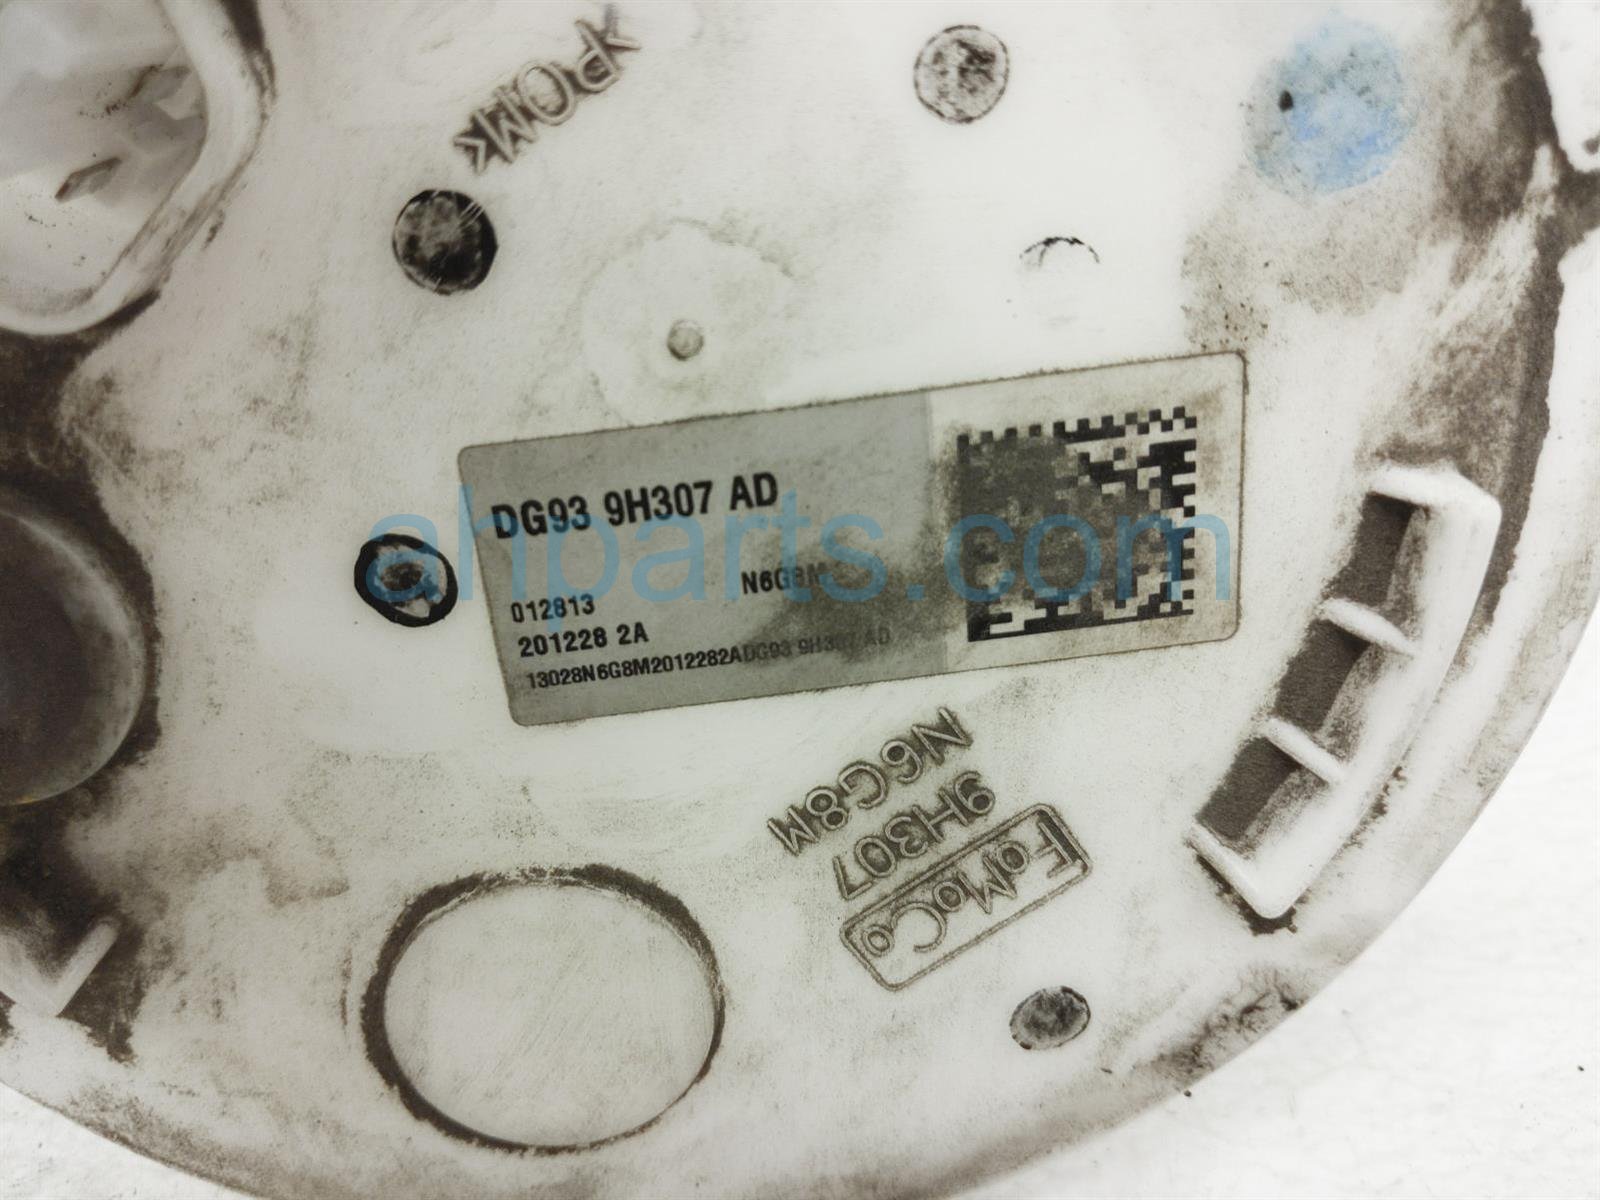 >POM<
DG93 9H307 AD
N6G8M
012813
201228 2A
13028N6G8M2012282ADG93 9H307 AD
ahparts.com
N6G8M
9H307
FoMoCo